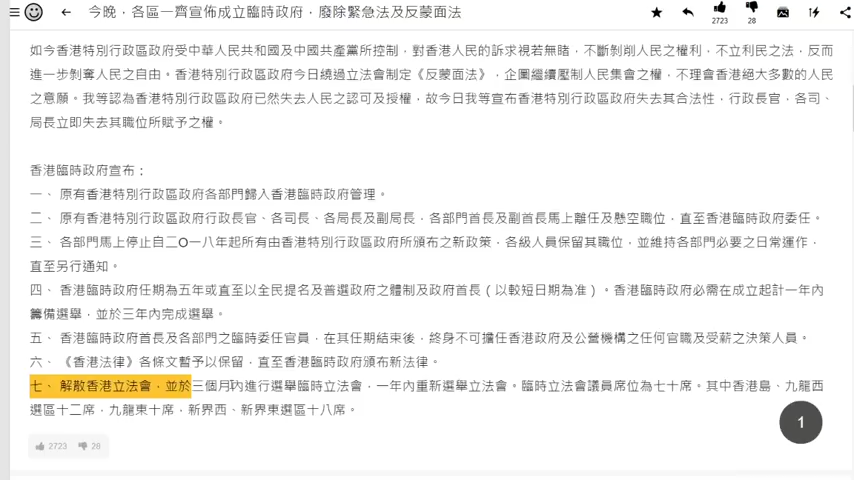 今晚，各區一齊宣佈成立臨時政府，廢除緊急法及反蒙面法
2723
28
如今香港特別行政區政府受中華人民共和國及中國共產黨所控制，對香港人民的訴求視若無睹，不斷剝削人民之權利，不立利民之法，反而
進一步剝奪人民之自由。香港特別行政區政府今日繞過立法會制定《反蒙面法》，企圖繼續壓制人民集會之權，不理會香港絕大多數的人民
之意願。我等認為香港特別行政區政府已然失去人民之認可及授權，故今日我等宣布香港特別行政區政府失去其合法性，行政長官，各司、
局長立即失去其職位所賦予之權。
香港臨時政府宣布：
一、 原有香港特別行政區政府各部門歸入香港臨時政府管理。
二、 原有香港特別行政區政府行政長官、各司長、各局長及副局長，各部門首長及副首長馬上離任及懸空職位，直至香港臨時政府委任。
三、 各部門馬上停止自二O一八年起所有由香港特別行政區政府所頒布之新政策，各級人員保留其職位，並維持各部門必要之日常運作，
直至另行通知。
四、 香港臨時政府任期為五年或直至以全民提名及普選政府之體制及政府首長（以較短日期為准）。香港臨時政府必需在成立起計一年內
籌備選舉，並於三年內完成選舉。
五、 香港臨時政府首長及各部門之臨時委任官員，在其任期結束後，終身不可擔任香港政府及公營機構之任何官職及受薪之決策人員。
六、 《香港法律》各條文暫予以保留，直至香港臨時政府頒布新法律。
七、 解散香港立法會，並於三個月內進行選舉臨時立法會，一年內重新選舉立法會。臨時立法會議員席位為七十席。其中香港島、九龍西
選區十二席，九龍東十席，新界西、新界東選區十八席。
1
2723
28